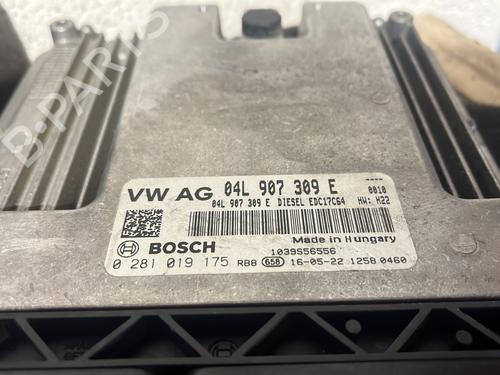 B-PARTS
VW AG 04L 907 309 E
04L 907 309 E DIESEL EDC17C64 0010
HW: H22
Made in Hungary
BOSCH 1039S56556
0 281 019 175 RBB 658 16-05-22 1258 0460